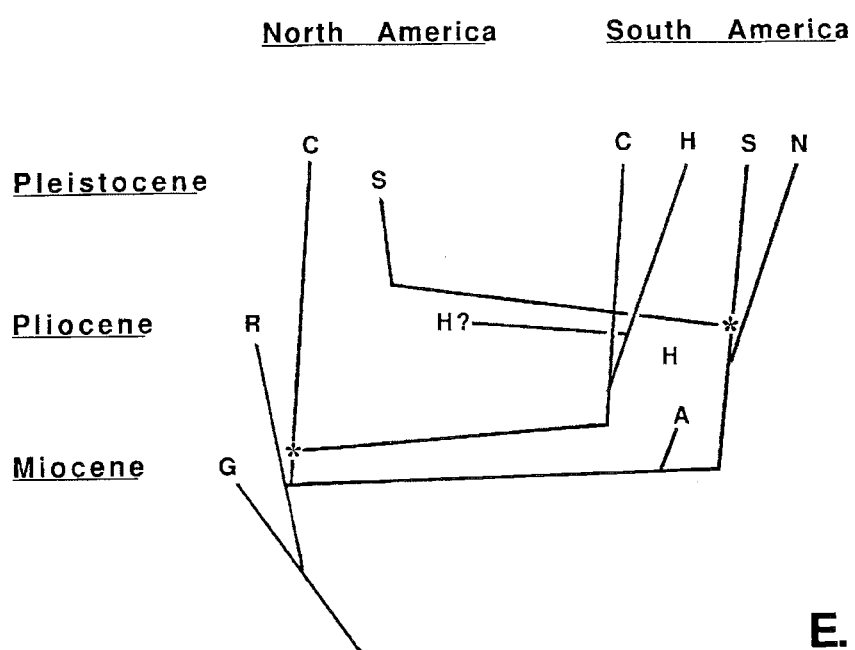 North America South America
C C H S N
Pleistocene S
Pliocene R H? *
H
A
*
Miocene G
E.